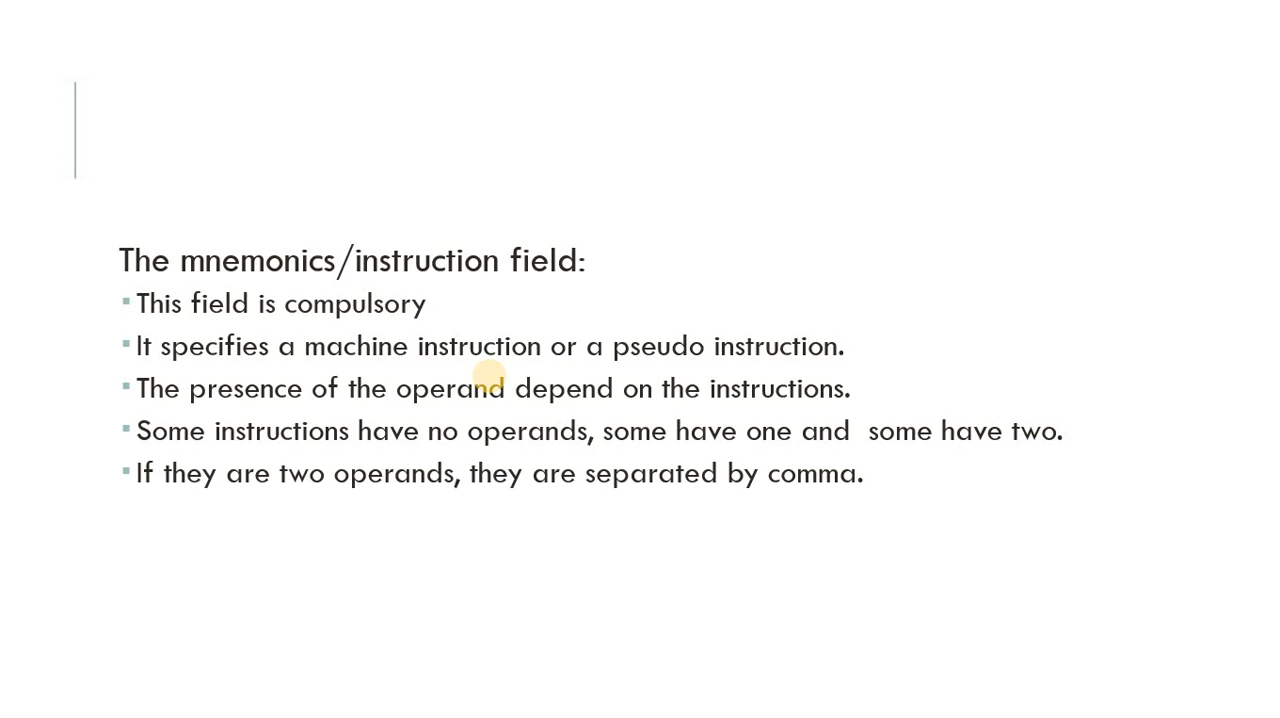 The mnemonics/instruction field:
▪ This field is compulsory
▪ It specifies a machine instruction or a pseudo instruction.
▪ The presence of the operand depend on the instructions.
▪ Some instructions have no operands, some have one and  some have two.
▪ If they are two operands, they are separated by comma.